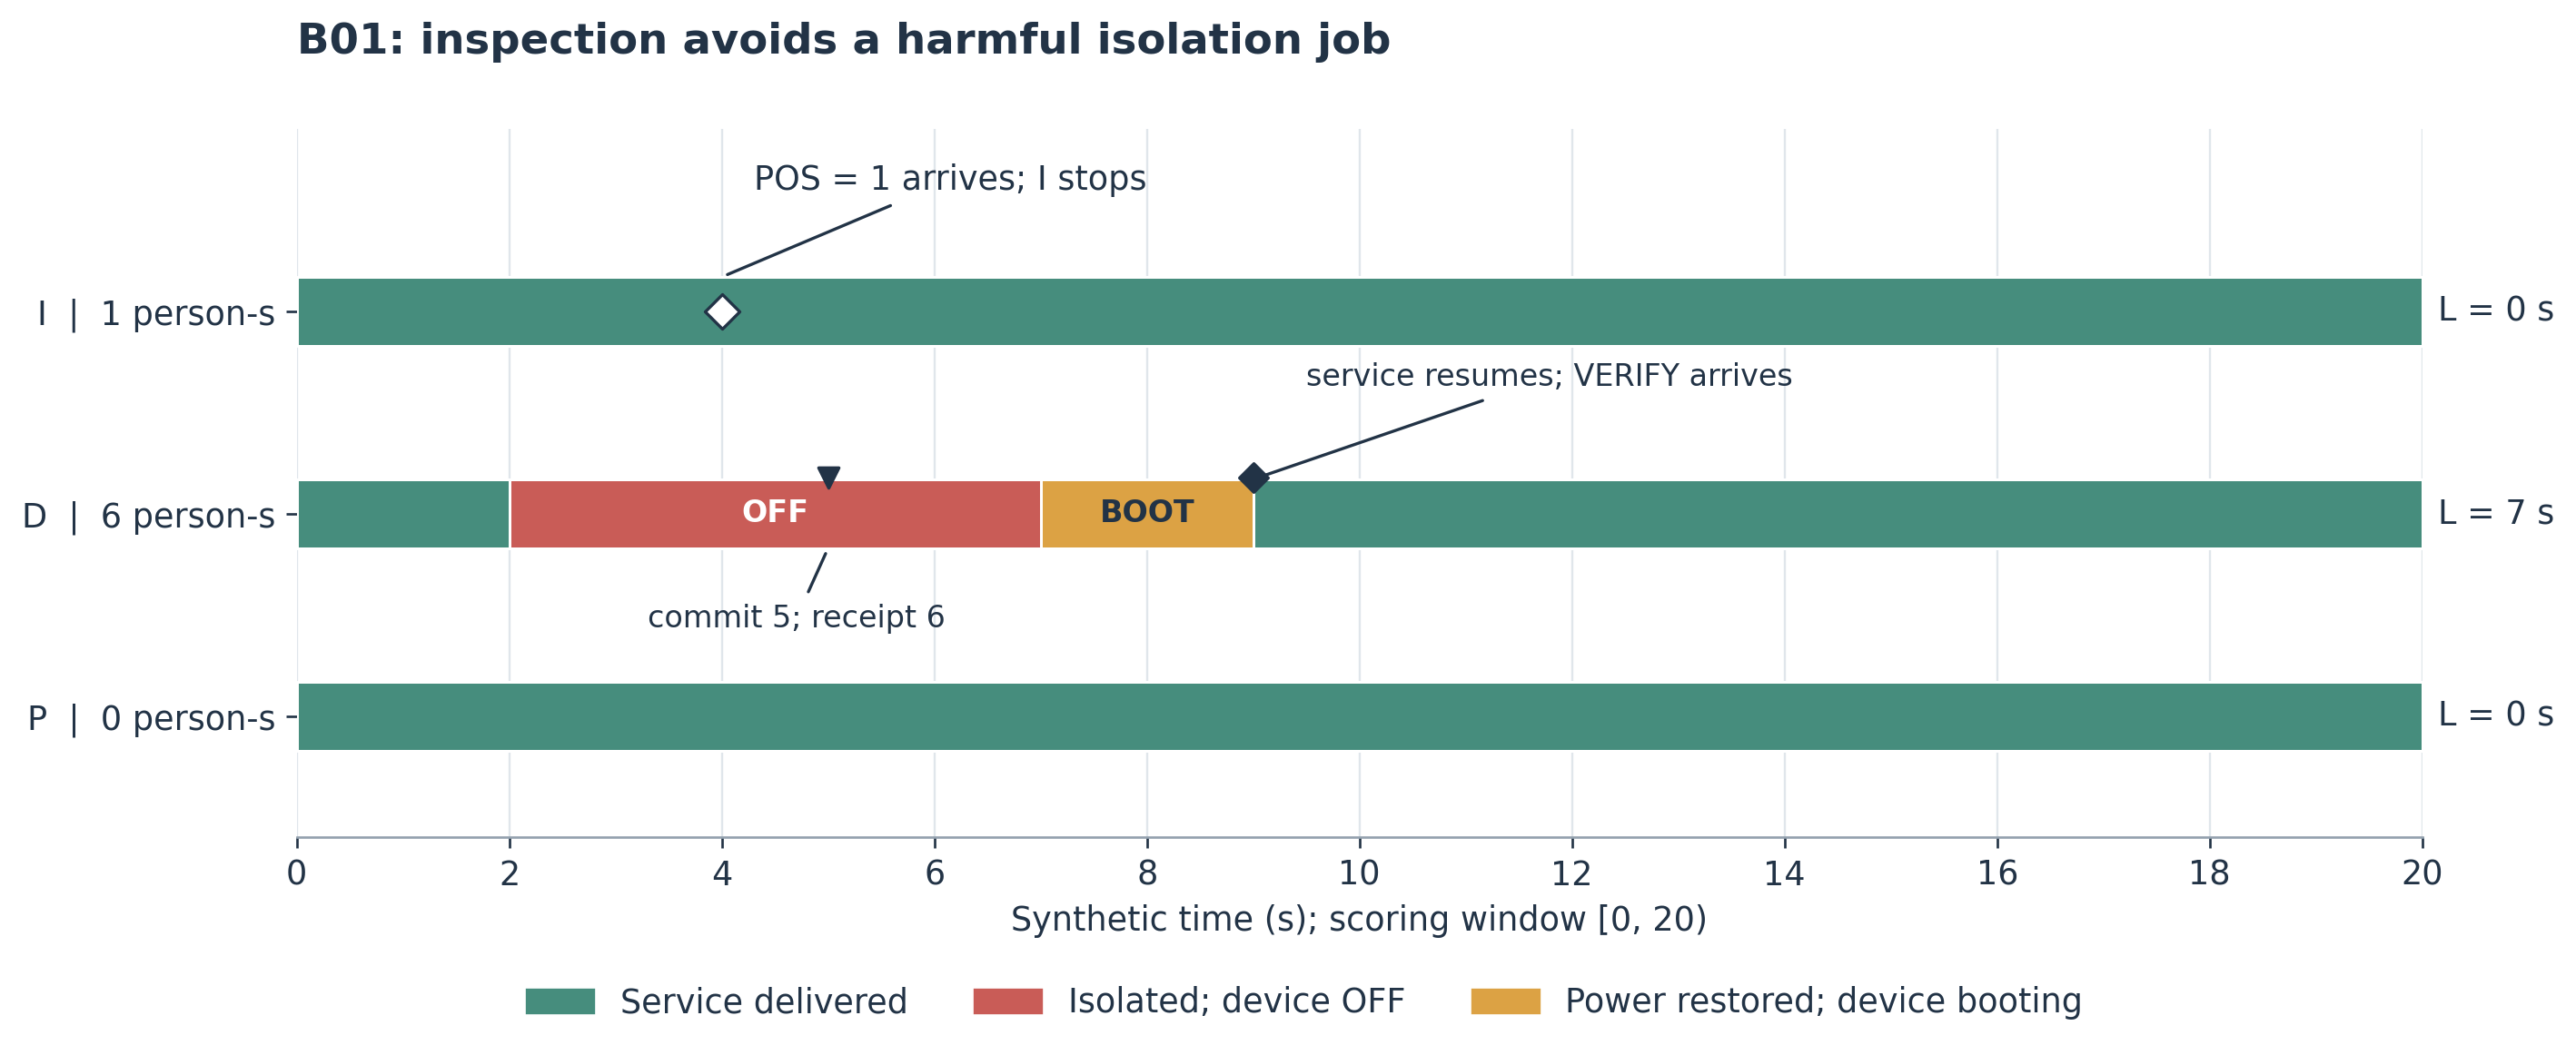 B01: inspection avoids a harmful isolation job
POS = 1 arrives; I stops
I | 1 person-s
L = 0 s
service resumes; VERIFY arrives
D | 6 person-s
OFF
BOOT
L = 7 s
commit 5; receipt 6
P | 0 person-s
L = 0 s
0 2 4 6 8 10 12 14 16 18 20
Synthetic time (s); scoring window [0, 20)
Service delivered
Isolated; device OFF
Power restored; device booting